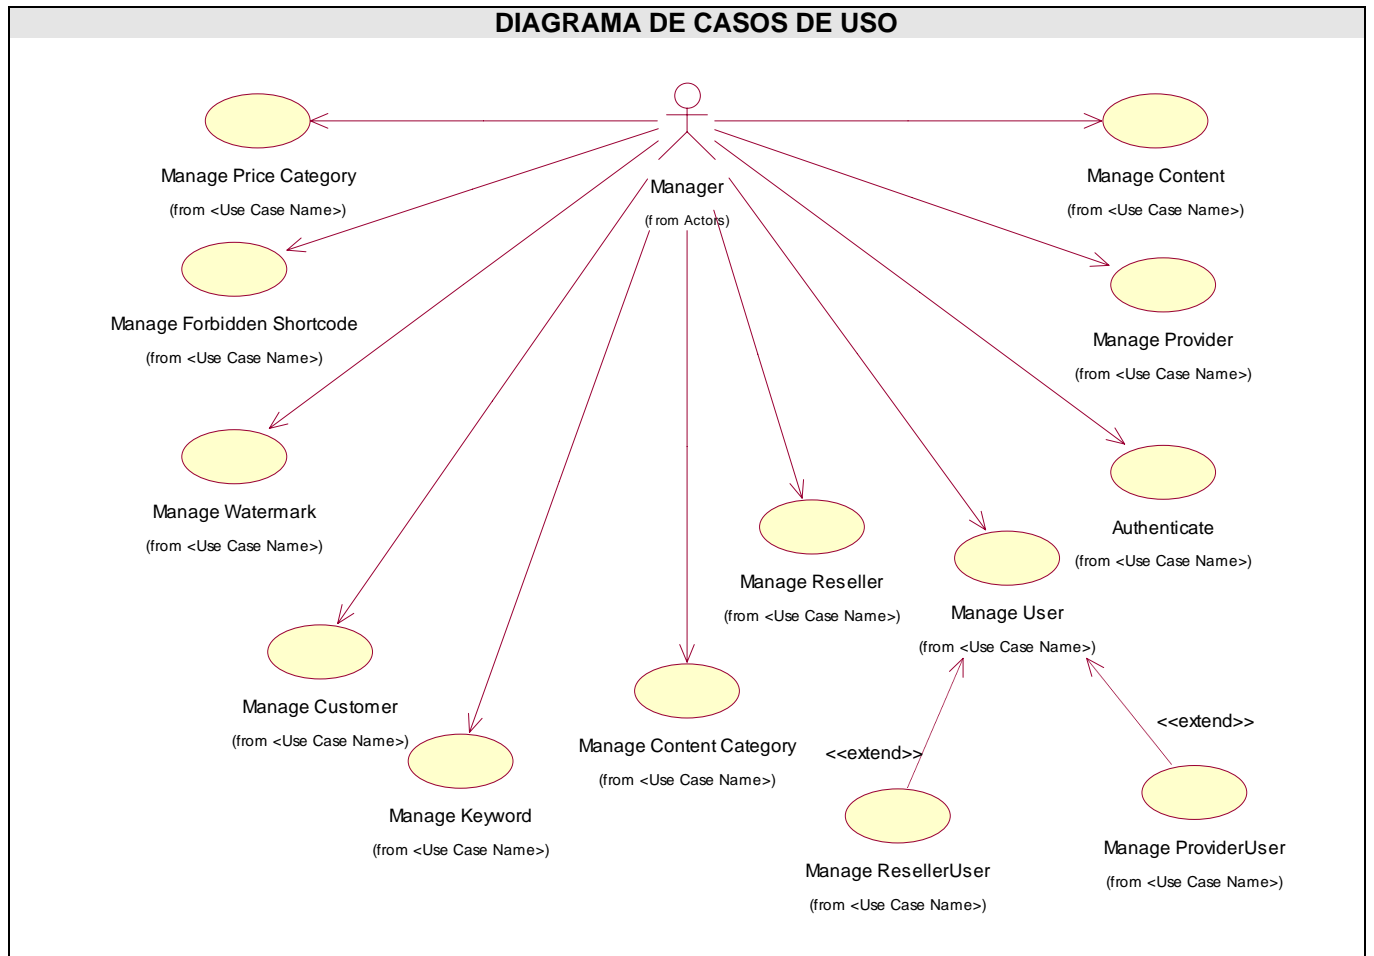 DIAGRAMA DE CASOS DE USO
Manage Price Category
(from <Use Case Name>)
Manager
(from Actors)
Manage Content
(from <Use Case Name>)
Manage Forbidden Shortcode
(from <Use Case Name>)
Manage Provider
(from <Use Case Name>)
Manage Watermark
(from <Use Case Name>)
Authenticate
(from <Use Case Name>)
Manage Reseller
(from <Use Case Name>)
Manage User
(from <Use Case Name>)
Manage Customer
(from <Use Case Name>)
Manage Content Category
(from <Use Case Name>)
<<extend>>
<<extend>>
Manage Keyword
(from <Use Case Name>)
Manage ResellerUser
(from <Use Case Name>)
Manage ProviderUser
(from <Use Case Name>)